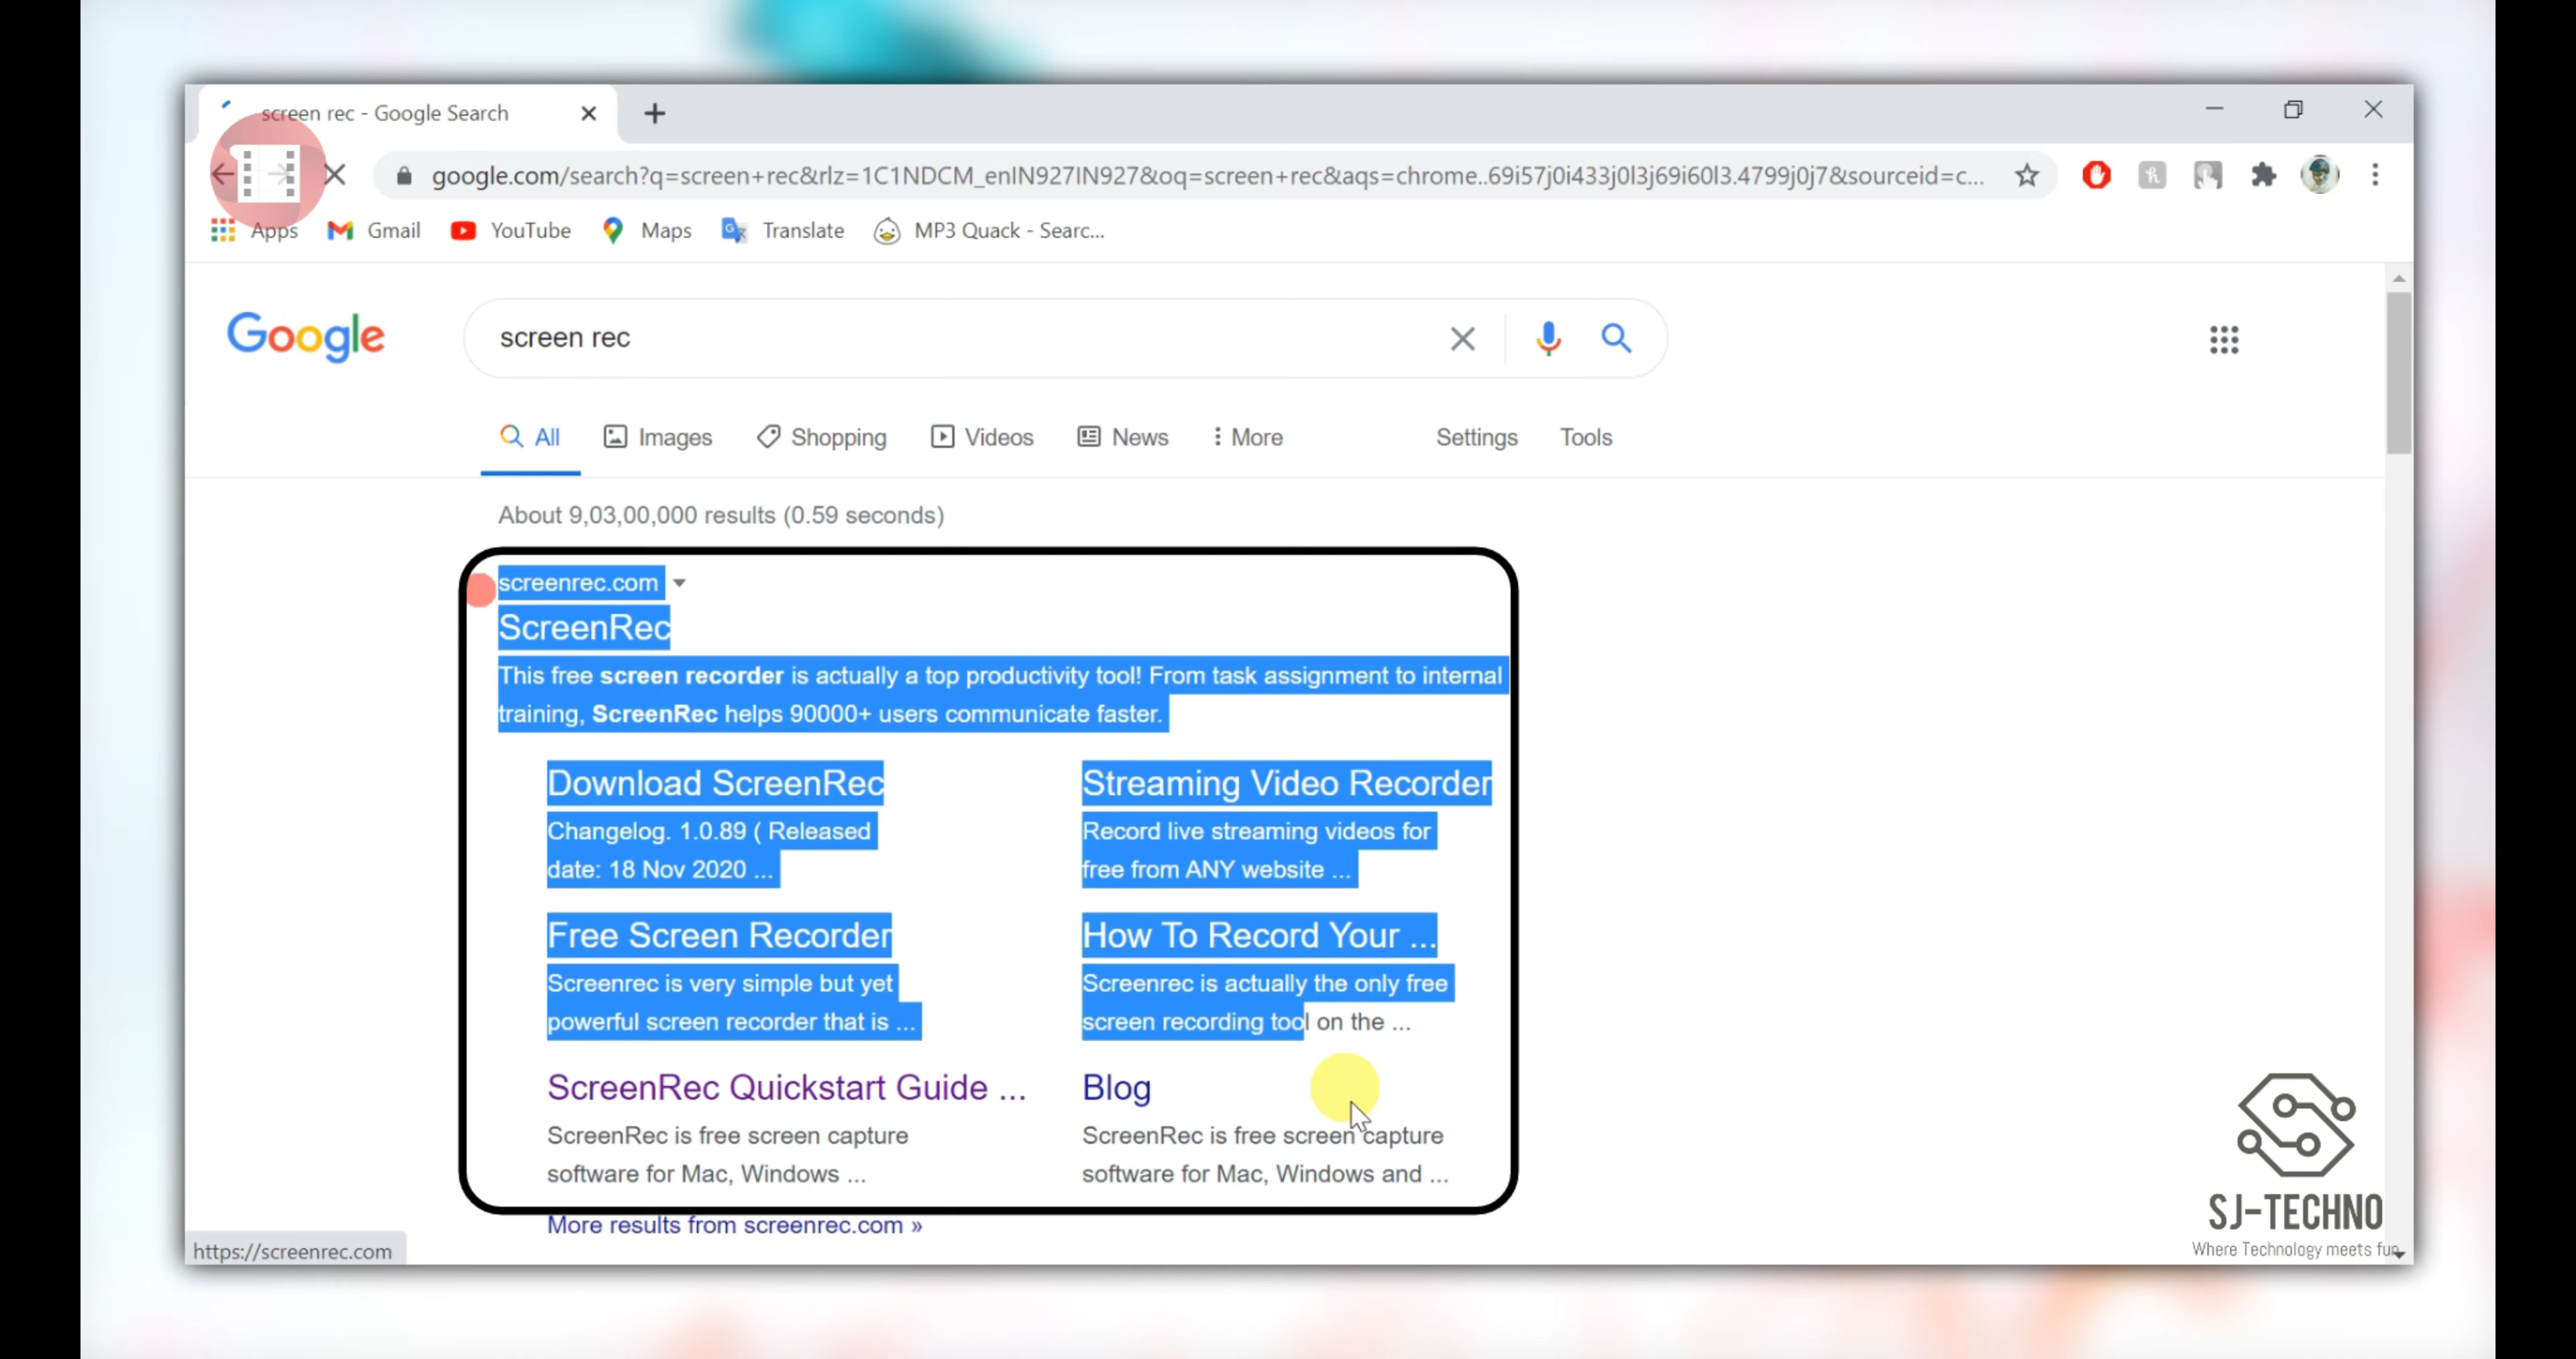 screen rec - Google Search
google.com/search?q=screen+rec&rlz=1C1NDCM_enIN927IN927&oq=screen+rec&aqs=chrome..69i57j0i433j0l3j69i60l3.4799j0j7&sourceid=c...
Apps Gmail YouTube Maps Translate MP3 Quack - Searc...
Google screen rec
All Images Shopping Videos News More Settings Tools
About 9,03,00,000 results (0.59 seconds)
screenrec.com
ScreenRec
This free screen recorder is actually a top productivity tool! From task assignment to internal
training, ScreenRec helps 90000+ users communicate faster.
Download ScreenRec
Changelog. 1.0.89 ( Released
date: 18 Nov 2020 ...
Streaming Video Recorder
Record live streaming videos for
free from ANY website ...
Free Screen Recorder
Screenrec is very simple but yet
powerful screen recorder that is ...
How To Record Your ...
Screenrec is actually the only free
screen recording tool on the ...
ScreenRec Quickstart Guide ...
ScreenRec is free screen capture
software for Mac, Windows ...
Blog
ScreenRec is free screen capture
software for Mac, Windows and ...
More results from screenrec.com »
https://screenrec.com
SJ-TECHNO
Where Technology meets fun